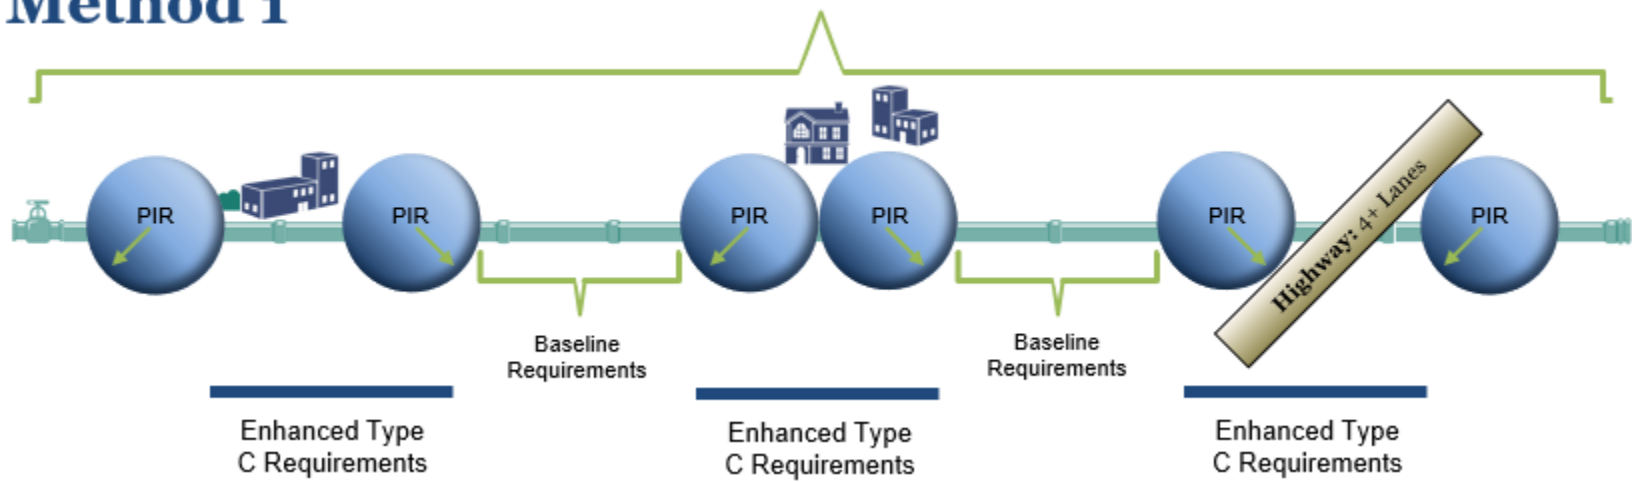 Method 1
PIR
PIR
PIR
PIR
PIR
Highway: 4+ Lanes
PIR
Baseline
Requirements
Baseline
Requirements
Enhanced Type
C Requirements
Enhanced Type
C Requirements
Enhanced Type
C Requirements